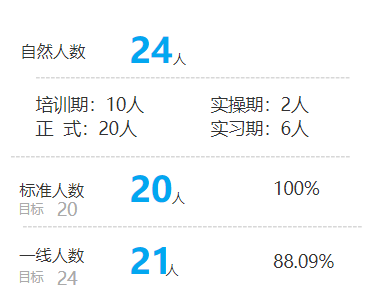 自然人数 24人
培训期：10人 实操期：2人
正 式：20人 实习期：6人
标准人数 20人 100%
目标 20
一线人数 21人 88.09%
目标 24